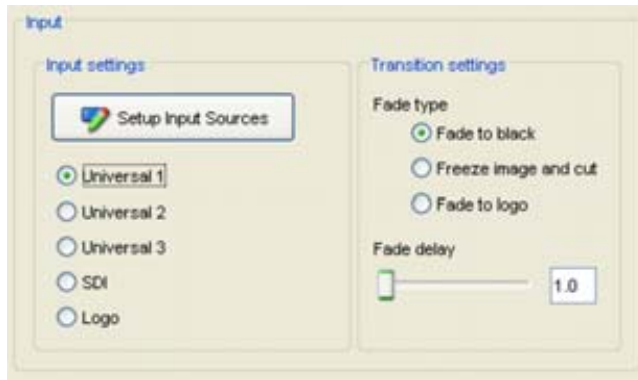 Input
Input settings
Setup Input Sources
Universal 1
Universal 2
Universal 3
SDI
Logo
Transition settings
Fade type
Fade to black
Freeze image and cut
Fade to logo
Fade delay
1.0